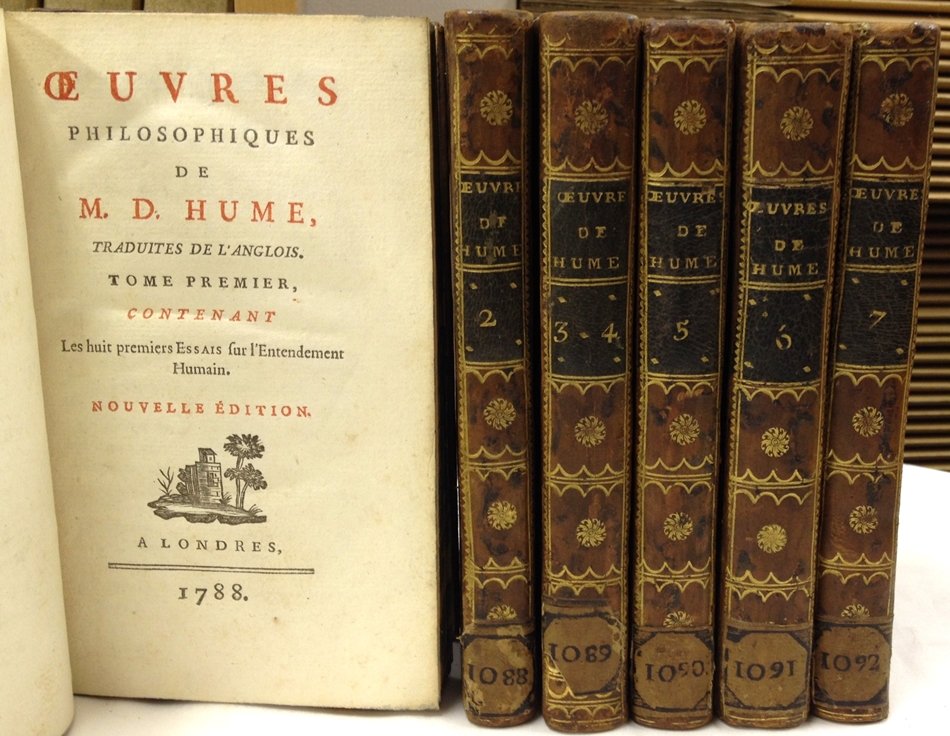 ŒUVRES
PHILOSOPHIQUES
DE
M. D. HUME,
TRADUITES DE L'ANGLOIS.
TOME PREMIER,
CONTENANT
Les huit premiers ESSAIS ſur l'Entendement
Humain.
NOUVELLE ÉDITION.
A LONDRES,
1788.
ŒUVRE
DE
HUME
2
1088
ŒUVRE
DE
HUME
3-4
1089
ŒUVRES
DE
HUME
5
1090
ŒUVRES
DE
HUME
6
1091
ŒUVRES
DE
HUME
7
1092